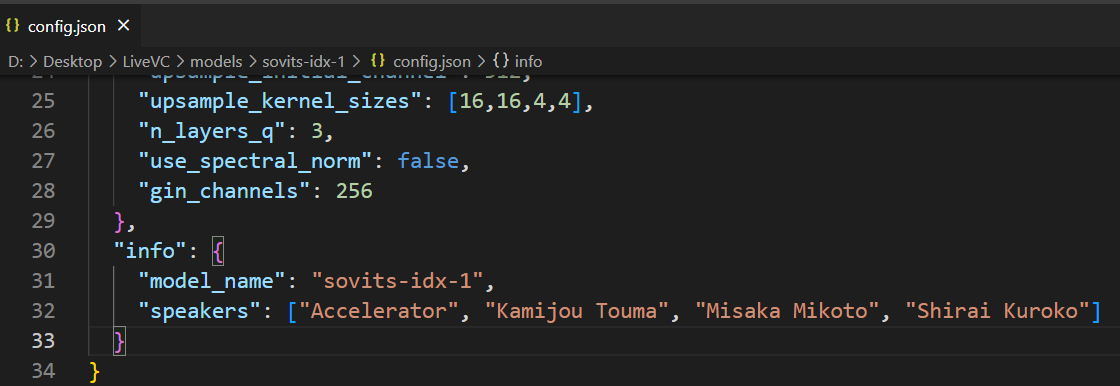 {} config.json ×
D: > Desktop > LiveVC > models > sovits-idx-1 > {} config.json > {} info
24 "upsample_initial_channel": 512,
25 "upsample_kernel_sizes": [16,16,4,4],
26 "n_layers_q": 3,
27 "use_spectral_norm": false,
28 "gin_channels": 256
29 },
30 "info": {
31 "model_name": "sovits-idx-1",
32 "speakers": ["Accelerator", "Kamijou Touma", "Misaka Mikoto", "Shirai Kuroko"]
33 }
34 }